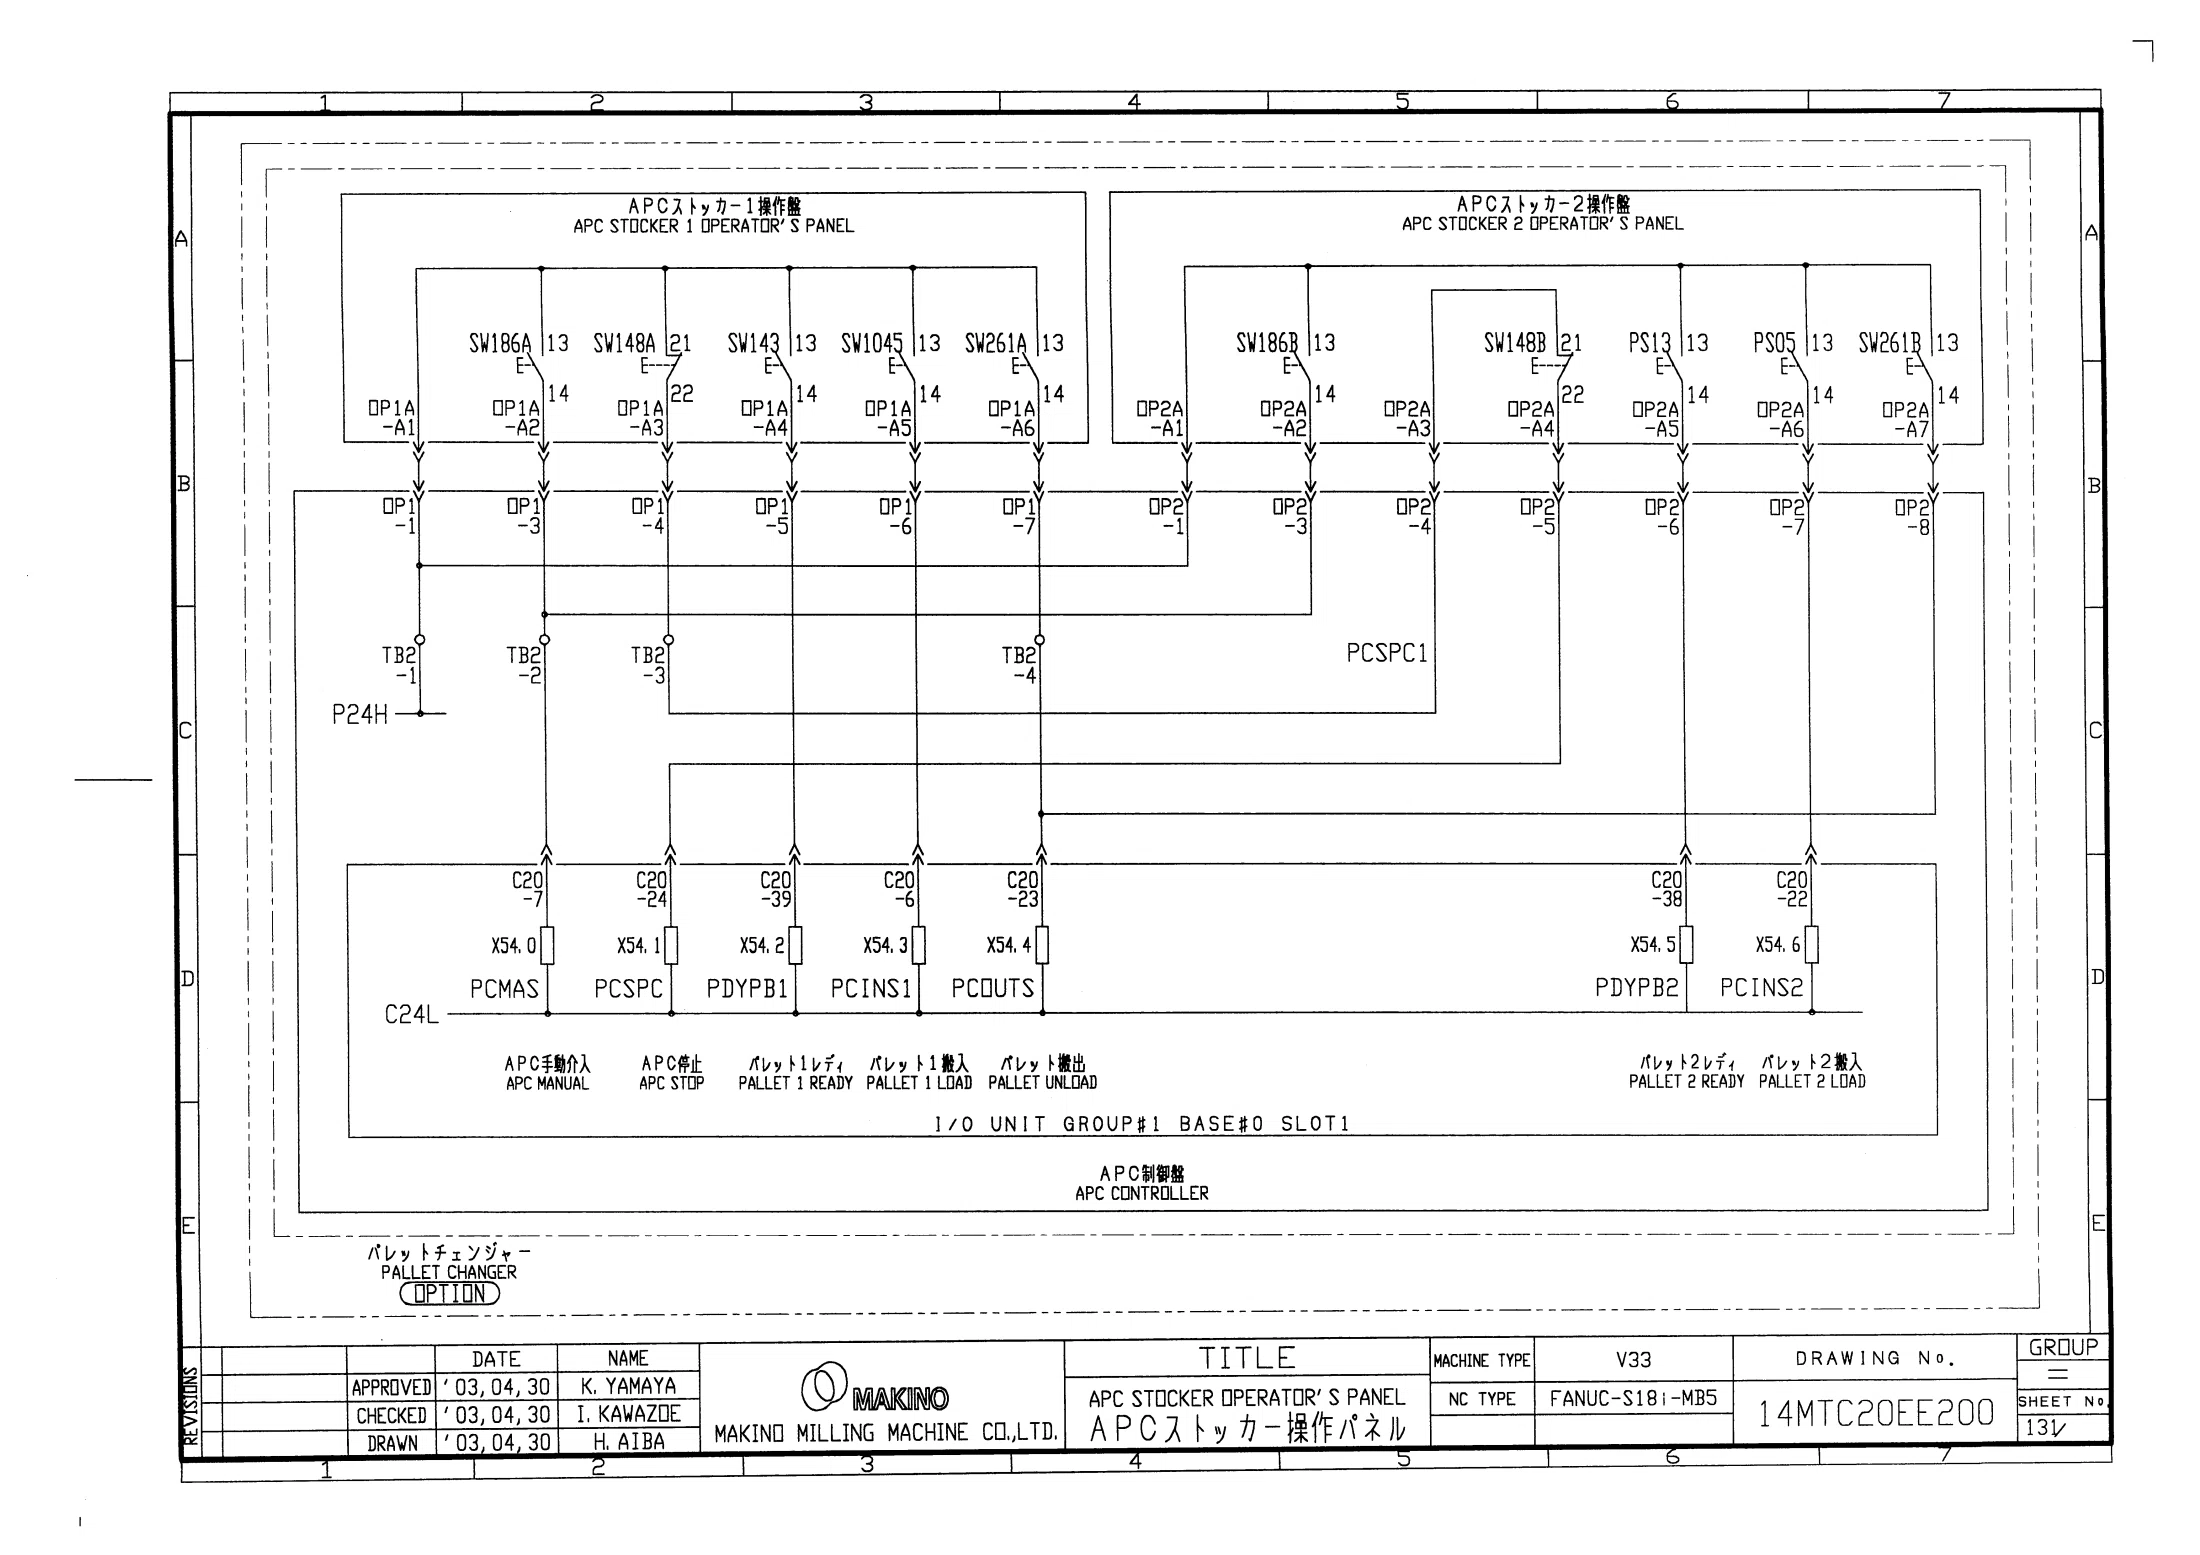 1 2 3 4 5 6 7
A
B
C
D
E
A
B
C
D
E
APCストッカー1操作盤
APC STOCKER 1 OPERATOR'S PANEL
APCストッカー2操作盤
APC STOCKER 2 OPERATOR'S PANEL
SW186A 13 SW148A 21 SW143 13 SW1045 13 SW261A 13
14 22 14 14 14
SW186B 13 SW148B 21 PS13 13 PS05 13 SW261B 13
14 22 14 14 14
OP1A OP1A OP1A OP1A OP1A OP1A
-A1 -A2 -A3 -A4 -A5 -A6
OP2A OP2A OP2A OP2A OP2A OP2A OP2A
-A1 -A2 -A3 -A4 -A5 -A6 -A7
OP1 OP1 OP1 OP1 OP1 OP1
-1 -3 -4 -5 -6 -7
OP2 OP2 OP2 OP2 OP2 OP2 OP2
-1 -3 -4 -5 -6 -7 -8
TB2 TB2 TB2 TB2
-1 -2 -3 -4
PCSPC1
P24H
C20 C20 C20 C20 C20 C20 C20
-7 -24 -39 -6 -23 -38 -22
X54.0 X54.1 X54.2 X54.3 X54.4 X54.5 X54.6
PCMAS PCSPC PDYPB1 PCINS1 PCOUTS PDYPB2 PCINS2
C24L
APC手動介入 APC停止 パレット1レディ パレット1搬入 パレット搬出 パレット2レディ パレット2搬入
APC MANUAL APC STOP PALLET 1 READY PALLET 1 LOAD PALLET UNLOAD PALLET 2 READY PALLET 2 LOAD
I/O UNIT GROUP#1 BASE#0 SLOT1
APC制御盤
APC CONTROLLER
パレットチェンジャー
PALLET CHANGER
OPTION
REVISIONS
DATE NAME
APPROVED '03,04,30 K. YAMAYA
CHECKED '03,04,30 I. KAWAZOE
DRAWN '03,04,30 H. AIBA
MAKINO
MAKINO MILLING MACHINE CO.,LTD.
TITLE
APC STOCKER OPERATOR'S PANEL
APCストッカー操作パネル
MACHINE TYPE V33
NC TYPE FANUC-S18i-MB5
DRAWING No.
14MTC20EE200
GROUP
=
SHEET No.
131/
1 2 3 4 5 6 7